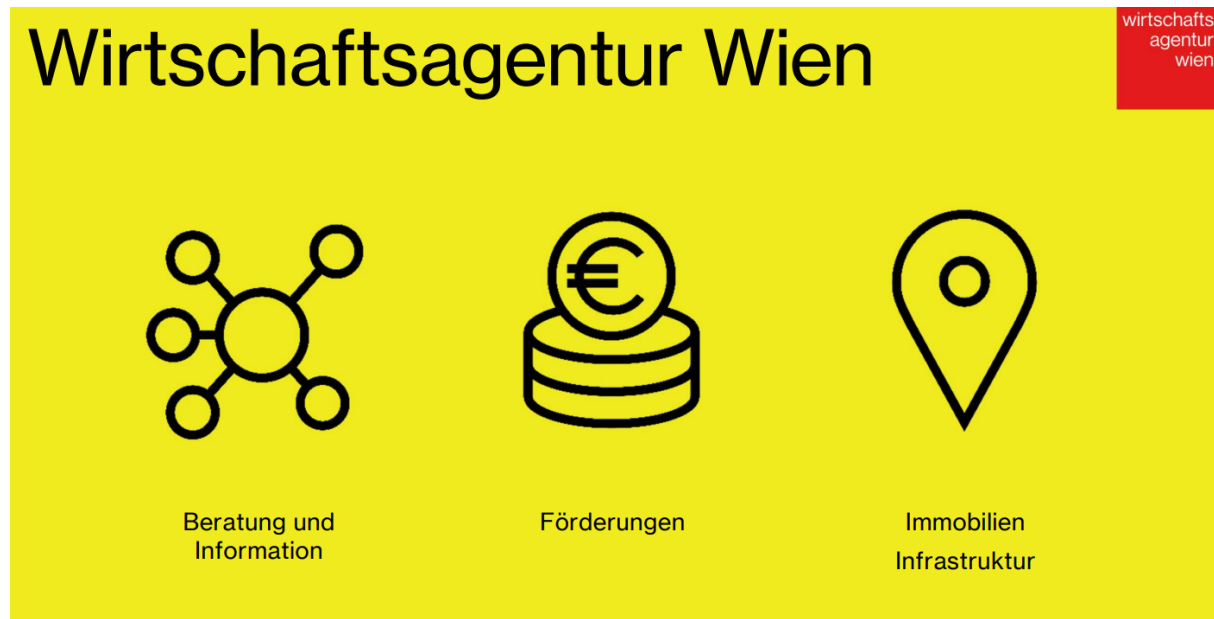 Wirtschaftsagentur Wien
wirtschafts
agentur
wien
€
Beratung und
Information
Förderungen
Immobilien
Infrastruktur